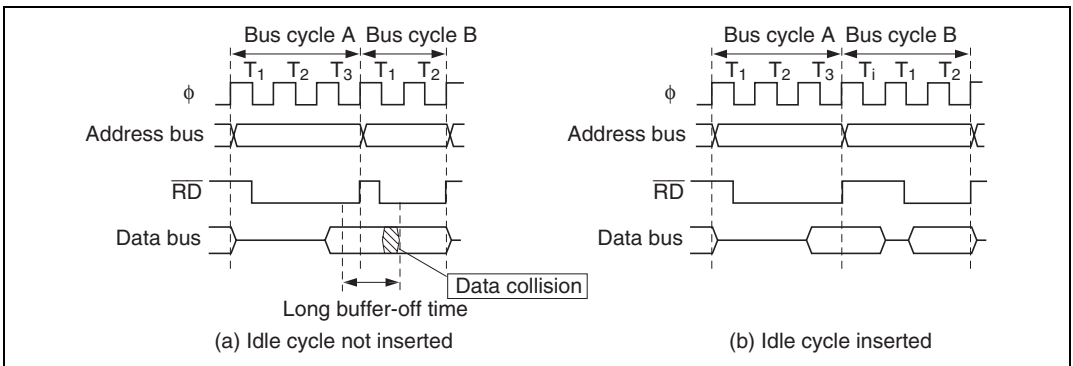 Bus cycle A Bus cycle B
T1 T2 T3 T1 T2
ϕ
Address bus
RD
Data bus
Data collision
Long buffer-off time
(a) Idle cycle not inserted
Bus cycle A Bus cycle B
T1 T2 T3 Ti T1 T2
ϕ
Address bus
RD
Data bus
(b) Idle cycle inserted